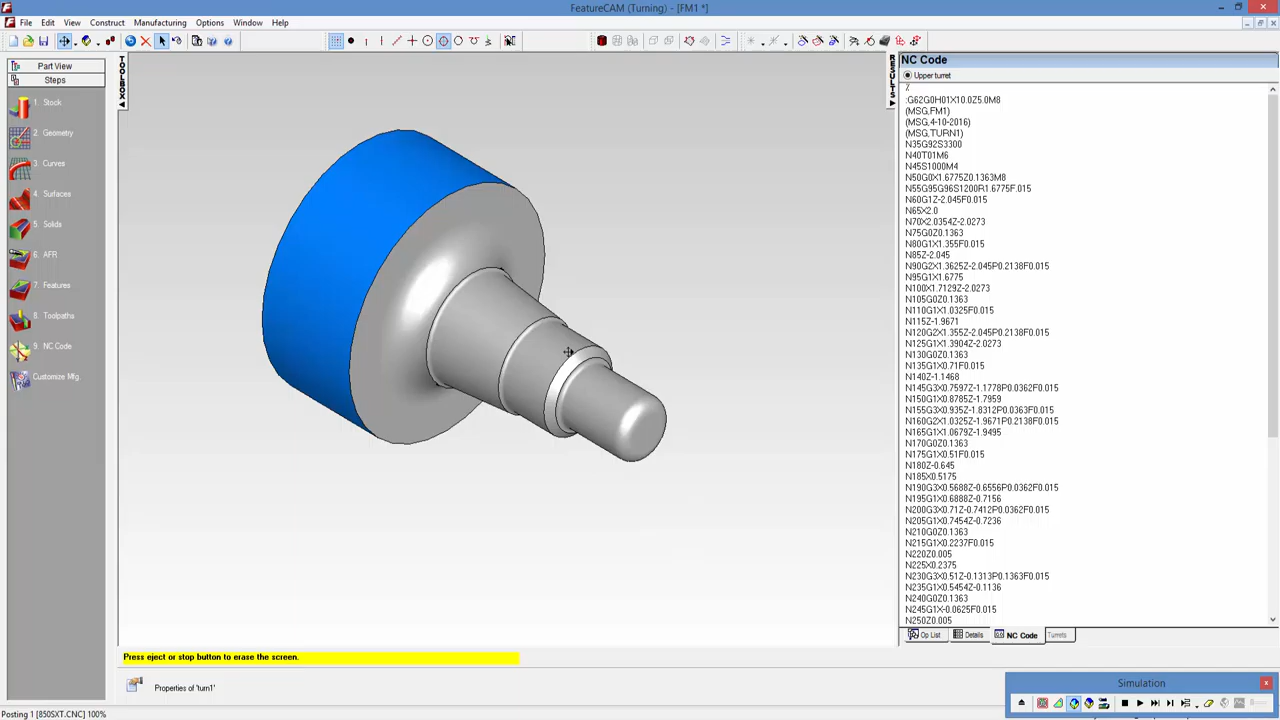 FeatureCAM (Turning) - [FM1 *]
File Edit View Construct Manufacturing Options Window Help
Part View
Steps
1. Stock
2. Geometry
3. Curves
4. Surfaces
5. Solids
6. AFR
7. Features
8. Toolpaths
9. NC Code
Customize Mfg.
TOOLBOX
RESULTS
NC Code
Upper turret
%
:G62G0H01X10.0Z5.0M8
(MSG,FM1)
(MSG,4-10-2016)
(MSG,TURN1)
N35G92S3300
N40T01M6
N45S1000M4
N50G0X1.6775Z0.1363M8
N55G95G96S1200R1.6775F.015
N60G1Z-2.045F0.015
N65X2.0
N70X2.0354Z-2.0273
N75G0Z0.1363
N80G1X1.355F0.015
N85Z-2.045
N90G2X1.3625Z-2.045P0.2138F0.015
N95G1X1.6775
N100X1.7129Z-2.0273
N105G0Z0.1363
N110G1X1.0325F0.015
N115Z-1.9671
N120G2X1.355Z-2.045P0.2138F0.015
N125G1X1.3904Z-2.0273
N130G0Z0.1363
N135G1X0.71F0.015
N140Z-1.1468
N145G3X0.7597Z-1.1778P0.0362F0.015
N150G1X0.8785Z-1.7959
N155G3X0.935Z-1.8312P0.0363F0.015
N160G2X1.0325Z-1.9671P0.2138F0.015
N165G1X1.0679Z-1.9495
N170G0Z0.1363
N175G1X0.51F0.015
N180Z-0.645
N185X0.5175
N190G3X0.5688Z-0.6556P0.0362F0.015
N195G1X0.6888Z-0.7156
N200G3X0.71Z-0.7412P0.0362F0.015
N205G1X0.7454Z-0.7236
N210G0Z0.1363
N215G1X0.2237F0.015
N220Z0.005
N225X0.2375
N230G3X0.51Z-0.1313P0.1363F0.015
N235G1X0.5454Z-0.1136
N240G0Z0.1363
N245G1X-0.0625F0.015
N250Z0.005
Op List Details NC Code Turrets
Press eject or stop button to erase the screen.
Properties of 'turn1'
Simulation
Posting 1 [850SXT.CNC] 100%